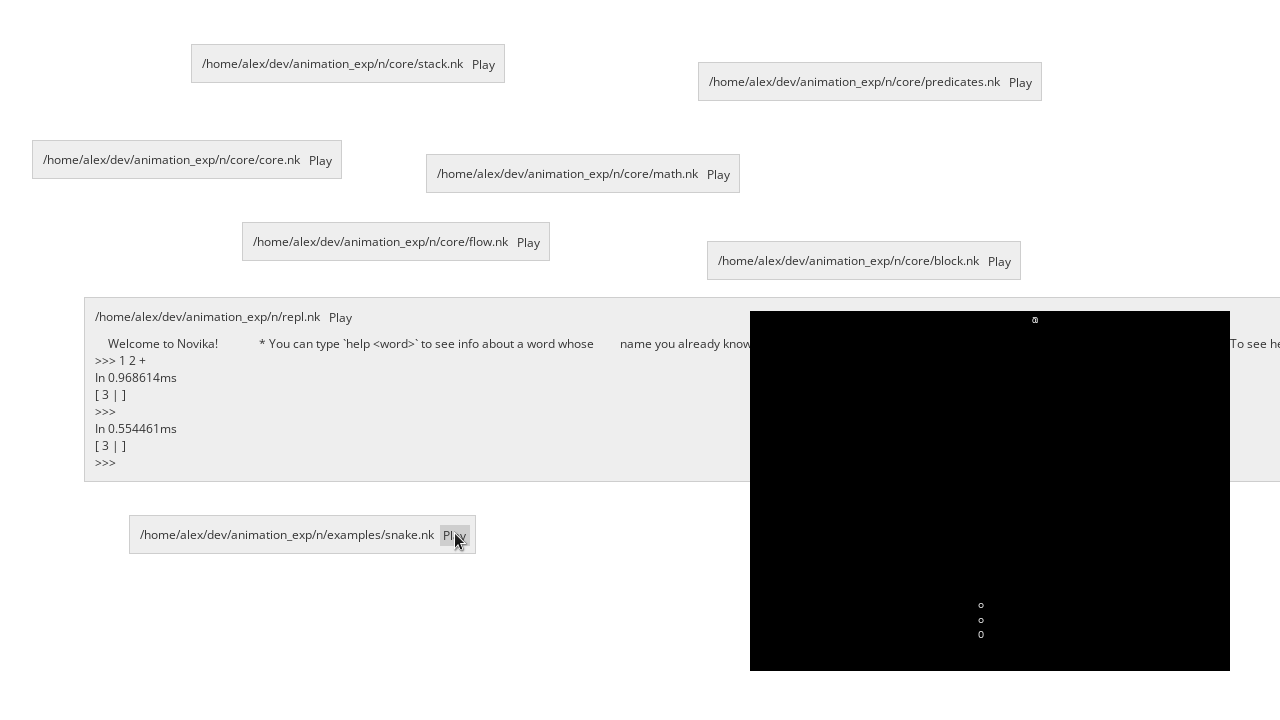 /home/alex/dev/animation_exp/n/core/stack.nk Play
/home/alex/dev/animation_exp/n/core/predicates.nk Play
/home/alex/dev/animation_exp/n/core/core.nk Play
/home/alex/dev/animation_exp/n/core/math.nk Play
/home/alex/dev/animation_exp/n/core/flow.nk Play
/home/alex/dev/animation_exp/n/core/block.nk Play
/home/alex/dev/animation_exp/n/repl.nk Play
Welcome to Novika! * You can type `help <word>` to see info about a word whose name you already know To see he
>>> 1 2 +
In 0.968614ms
[ 3 | ]
>>>
In 0.554461ms
[ 3 | ]
>>>
/home/alex/dev/animation_exp/n/examples/snake.nk Play
o
o
0